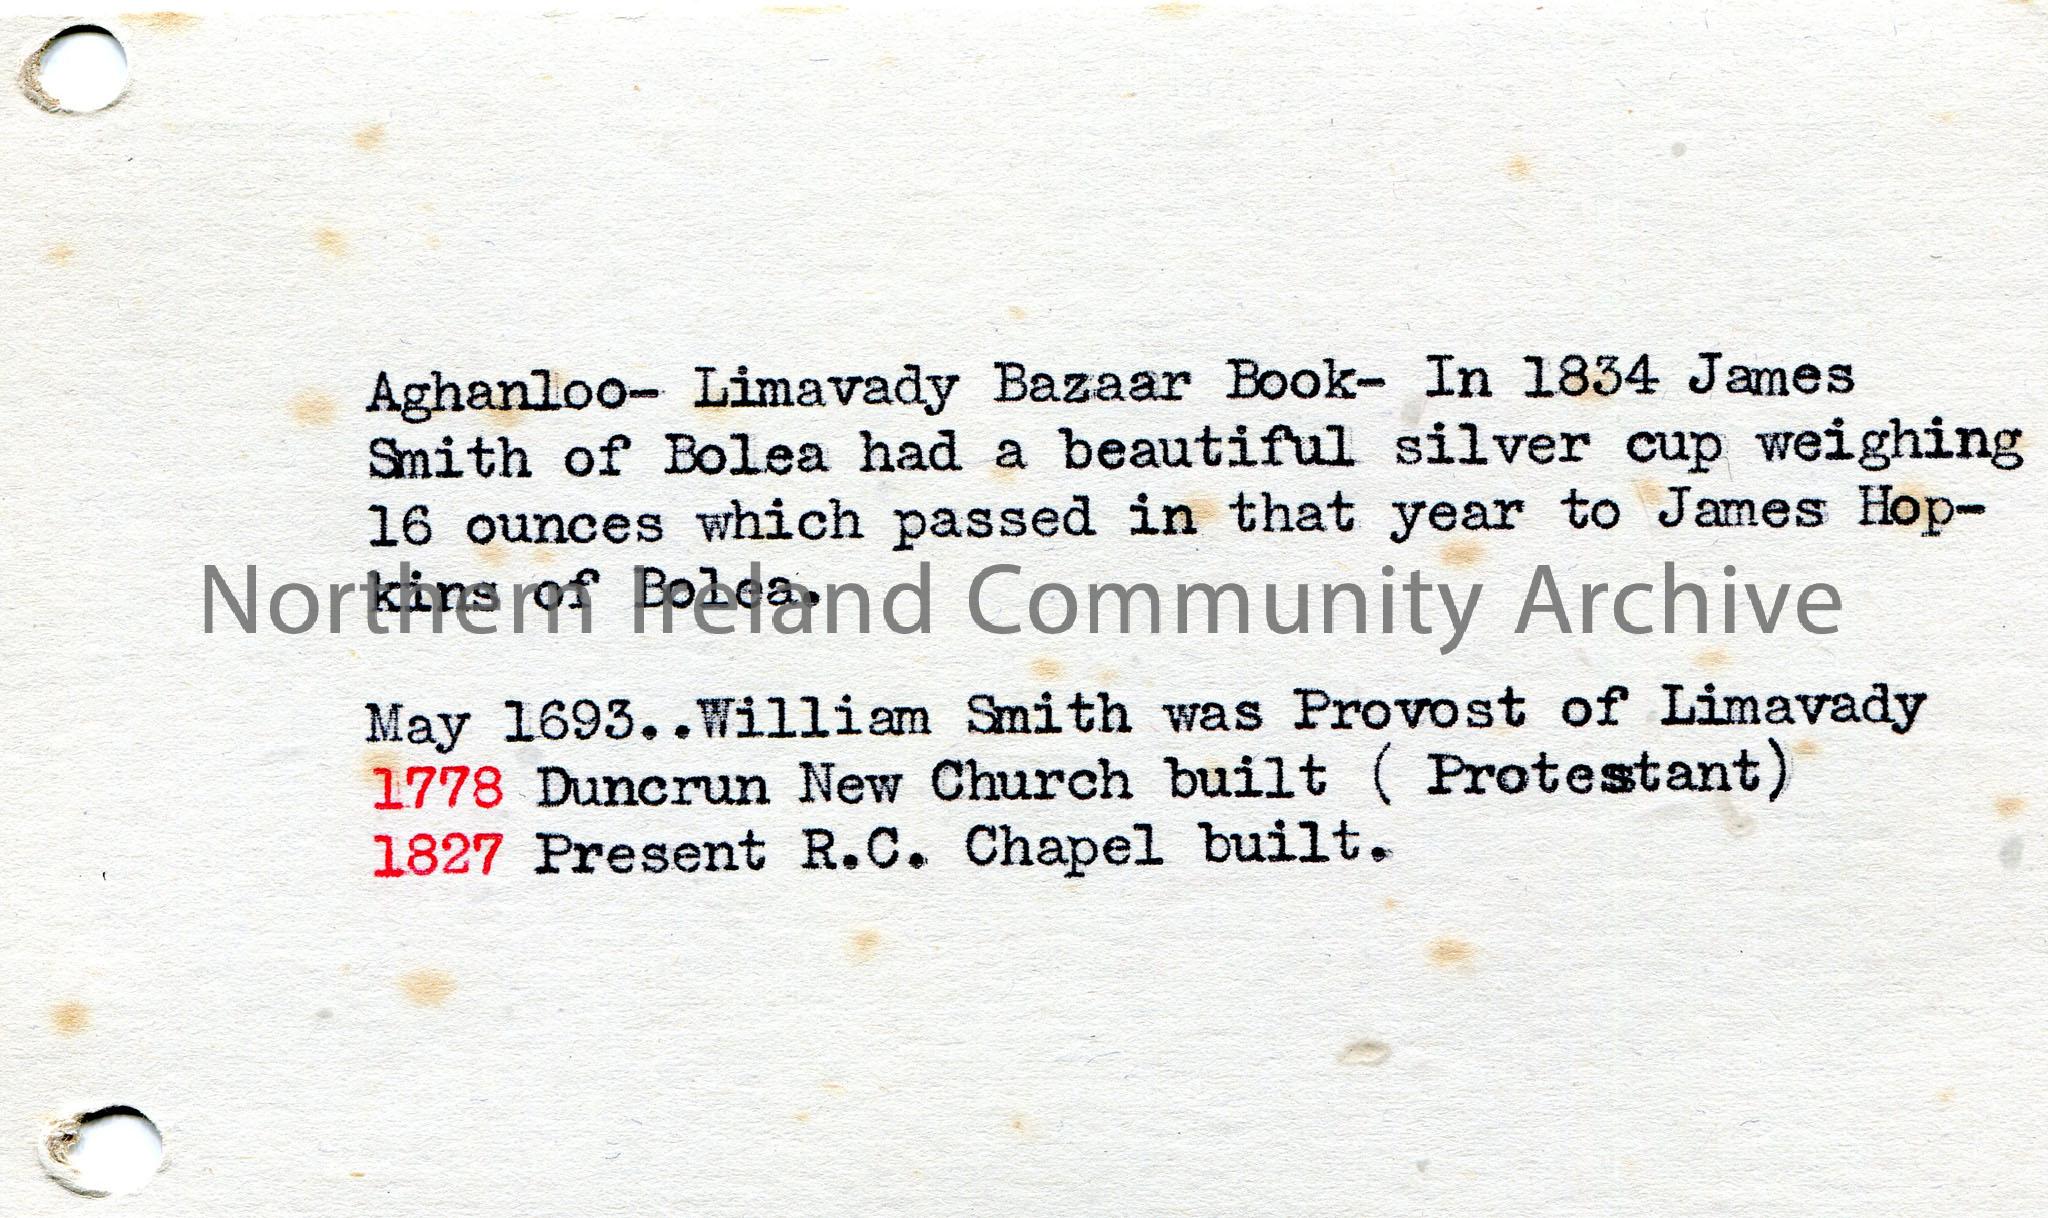 Aghanloo- Limavady Bazaar Book- In 1834 James
Smith of Bolea had a beautiful silver cup weighing
16 ounces which passed in that year to James Hop-
kins of Bolea.
Northern Ireland Community Archive
May 1693..William Smith was Provost of Limavady
1778 Duncrun New Church built ( Protestant)
1827 Present R.C. Chapel built.